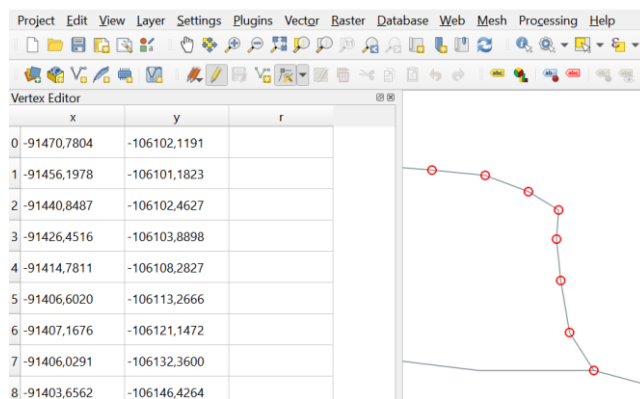 Project Edit View Layer Settings Plugins Vector Raster Database Web Mesh Processing Help
Vertex Editor
x y r
0 -91470,7804 -106102,1191
1 -91456,1978 -106101,1823
2 -91440,8487 -106102,4627
3 -91426,4516 -106103,8898
4 -91414,7811 -106108,2827
5 -91406,6020 -106113,2666
6 -91407,1676 -106121,1472
7 -91406,0291 -106132,3600
8 -91403,6562 -106146,4264